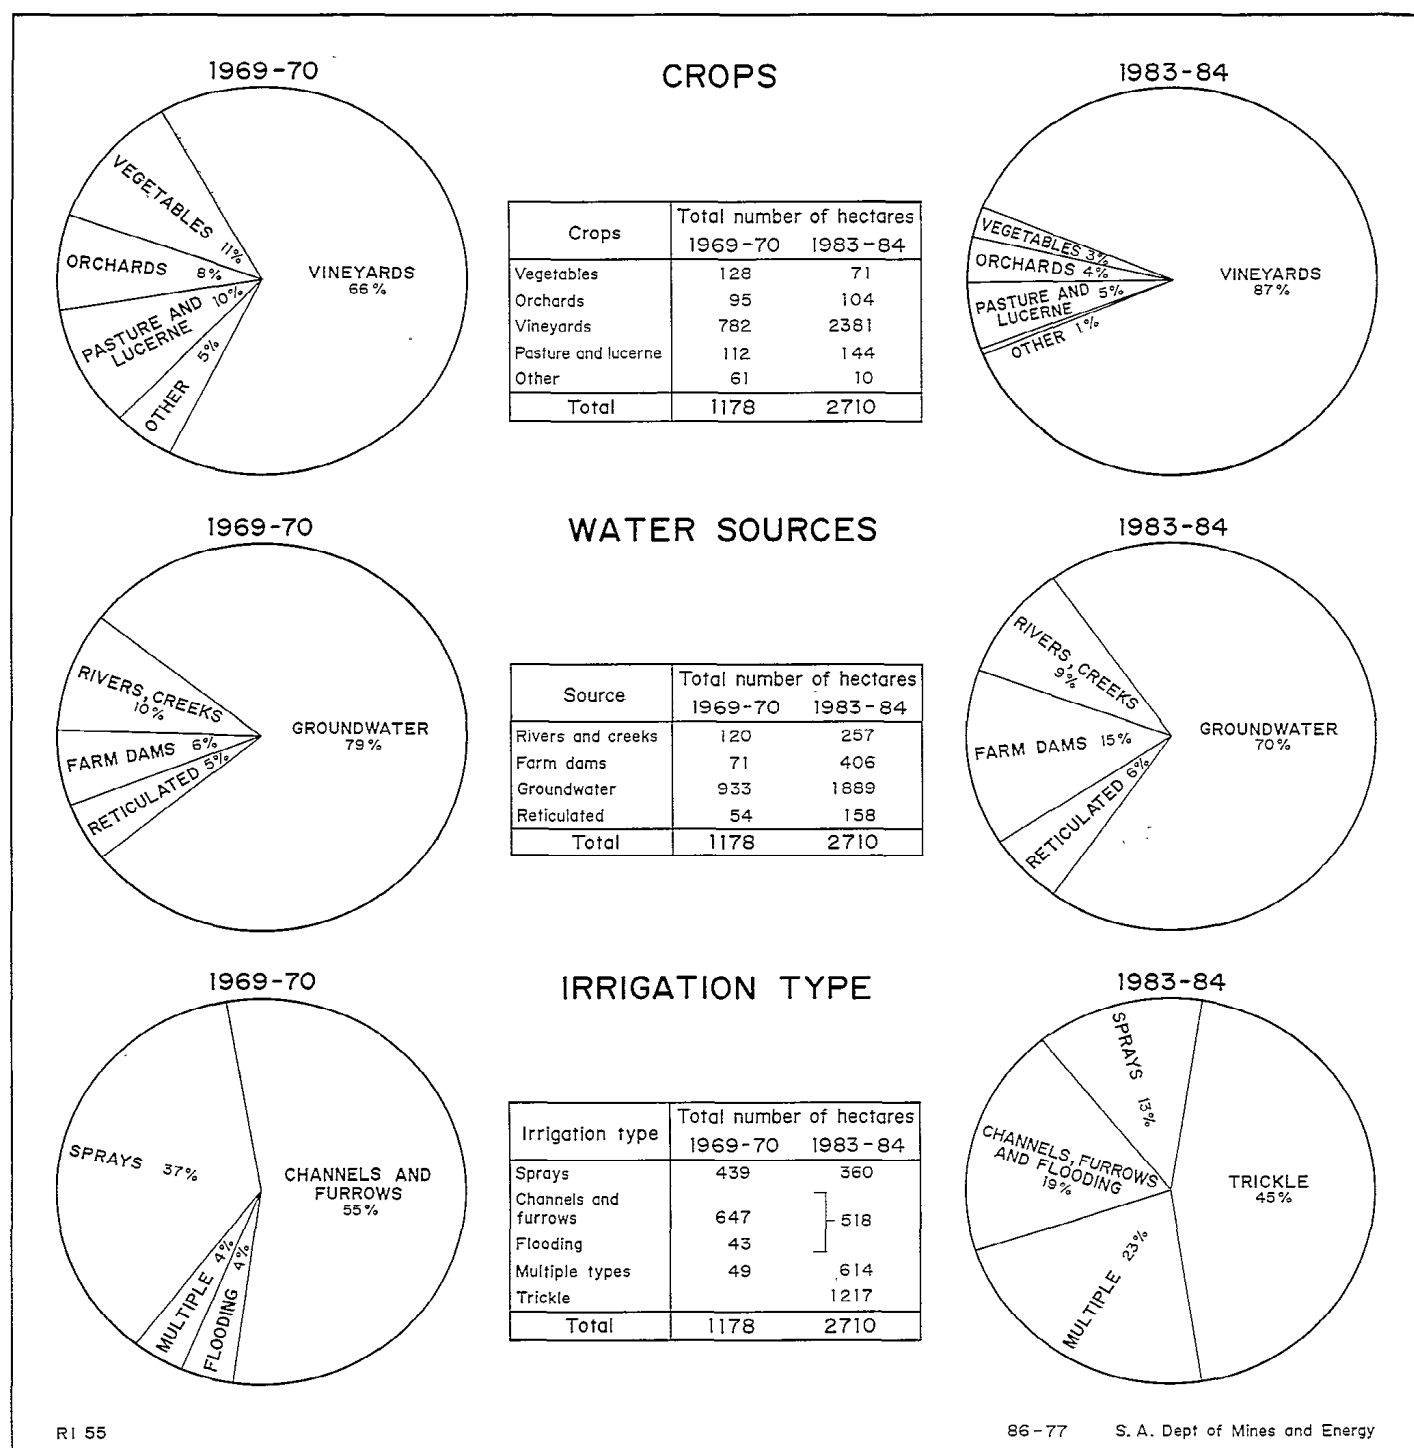 CROPS
1969-70
VEGETABLES 11%
ORCHARDS 8%
PASTURE AND 10%
LUCERNE
OTHER 5%
VINEYARDS
66%
Crops Total number of hectares
1969-70 1983-84
Vegetables 128 71
Orchards 95 104
Vineyards 782 2381
Pasture and lucerne 112 144
Other 61 10
Total 1178 2710
1983-84
VEGETABLES 3%
ORCHARDS 4%
PASTURE AND 5%
LUCERNE
OTHER 1%
VINEYARDS
87%
WATER SOURCES
1969-70
RIVERS, CREEKS
10%
FARM DAMS 6%
RETICULATED 5%
GROUNDWATER
79%
Source Total number of hectares
1969-70 1983-84
Rivers and creeks 120 257
Farm dams 71 406
Groundwater 933 1889
Reticulated 54 158
Total 1178 2710
1983-84
RIVERS, CREEKS
9%
FARM DAMS 15%
RETICULATED 6%
GROUNDWATER
70%
IRRIGATION TYPE
1969-70
SPRAYS 37%
MULTIPLE 4%
FLOODING 4%
CHANNELS AND
FURROWS
55%
Irrigation type Total number of hectares
1969-70 1983-84
Sprays 439 360
Channels and
furrows 647 518
Flooding 43
Multiple types 49 614
Trickle 1217
Total 1178 2710
1983-84
SPRAYS 13%
CHANNELS, FURROWS
AND FLOODING
19%
MULTIPLE 23%
TRICKLE
45%
RI 55
86-77 S.A. Dept of Mines and Energy